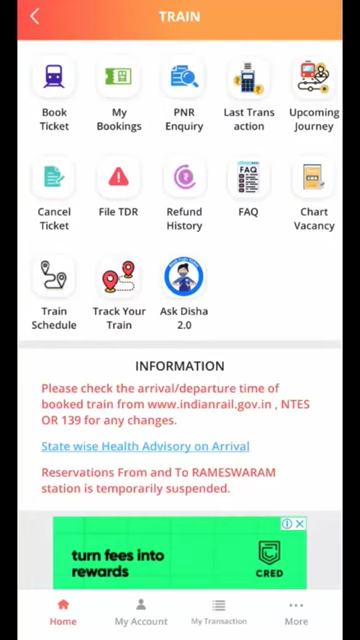 TRAIN
Book
Ticket
My
Bookings
PNR
Enquiry
Last Trans
action
Upcoming
Journey
Cancel
Ticket
File TDR
Refund
History
FAQ
FAQ
Chart
Vacancy
Train
Schedule
Track Your
Train
Ask Disha
2.0
INFORMATION
Please check the arrival/departure time of
booked train from www.indianrail.gov.in , NTES
OR 139 for any changes.
State wise Health Advisory on Arrival
Reservations From and To RAMESWARAM
station is temporarily suspended.
turn fees into
rewards
CRED
Home
My Account
My Transaction
More